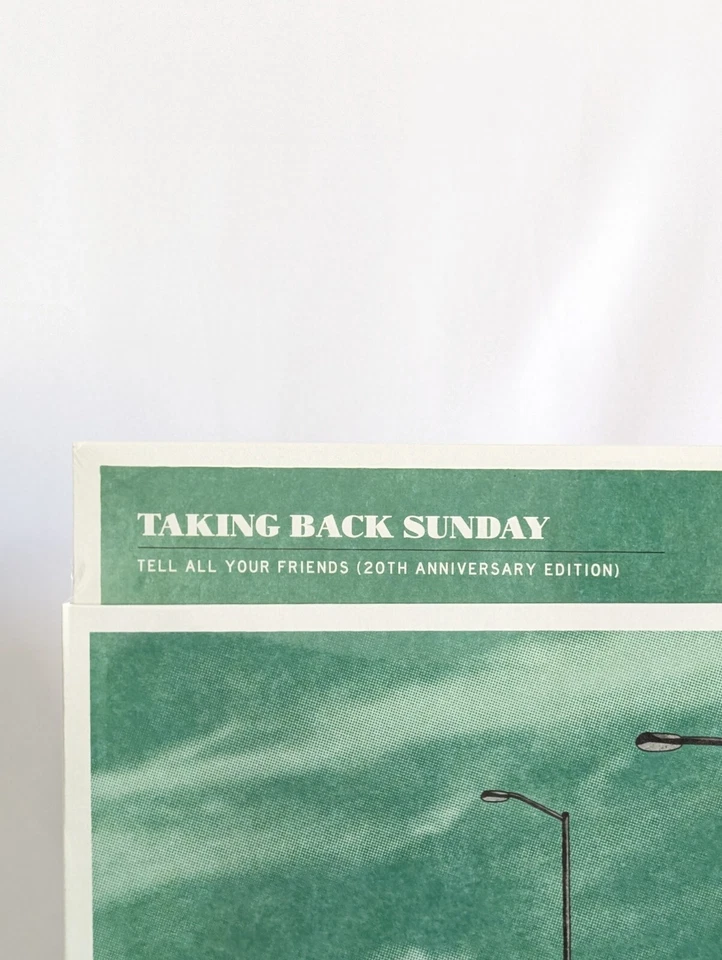 TAKING BACK SUNDAY
TELL ALL YOUR FRIENDS (20TH ANNIVERSARY EDITION)